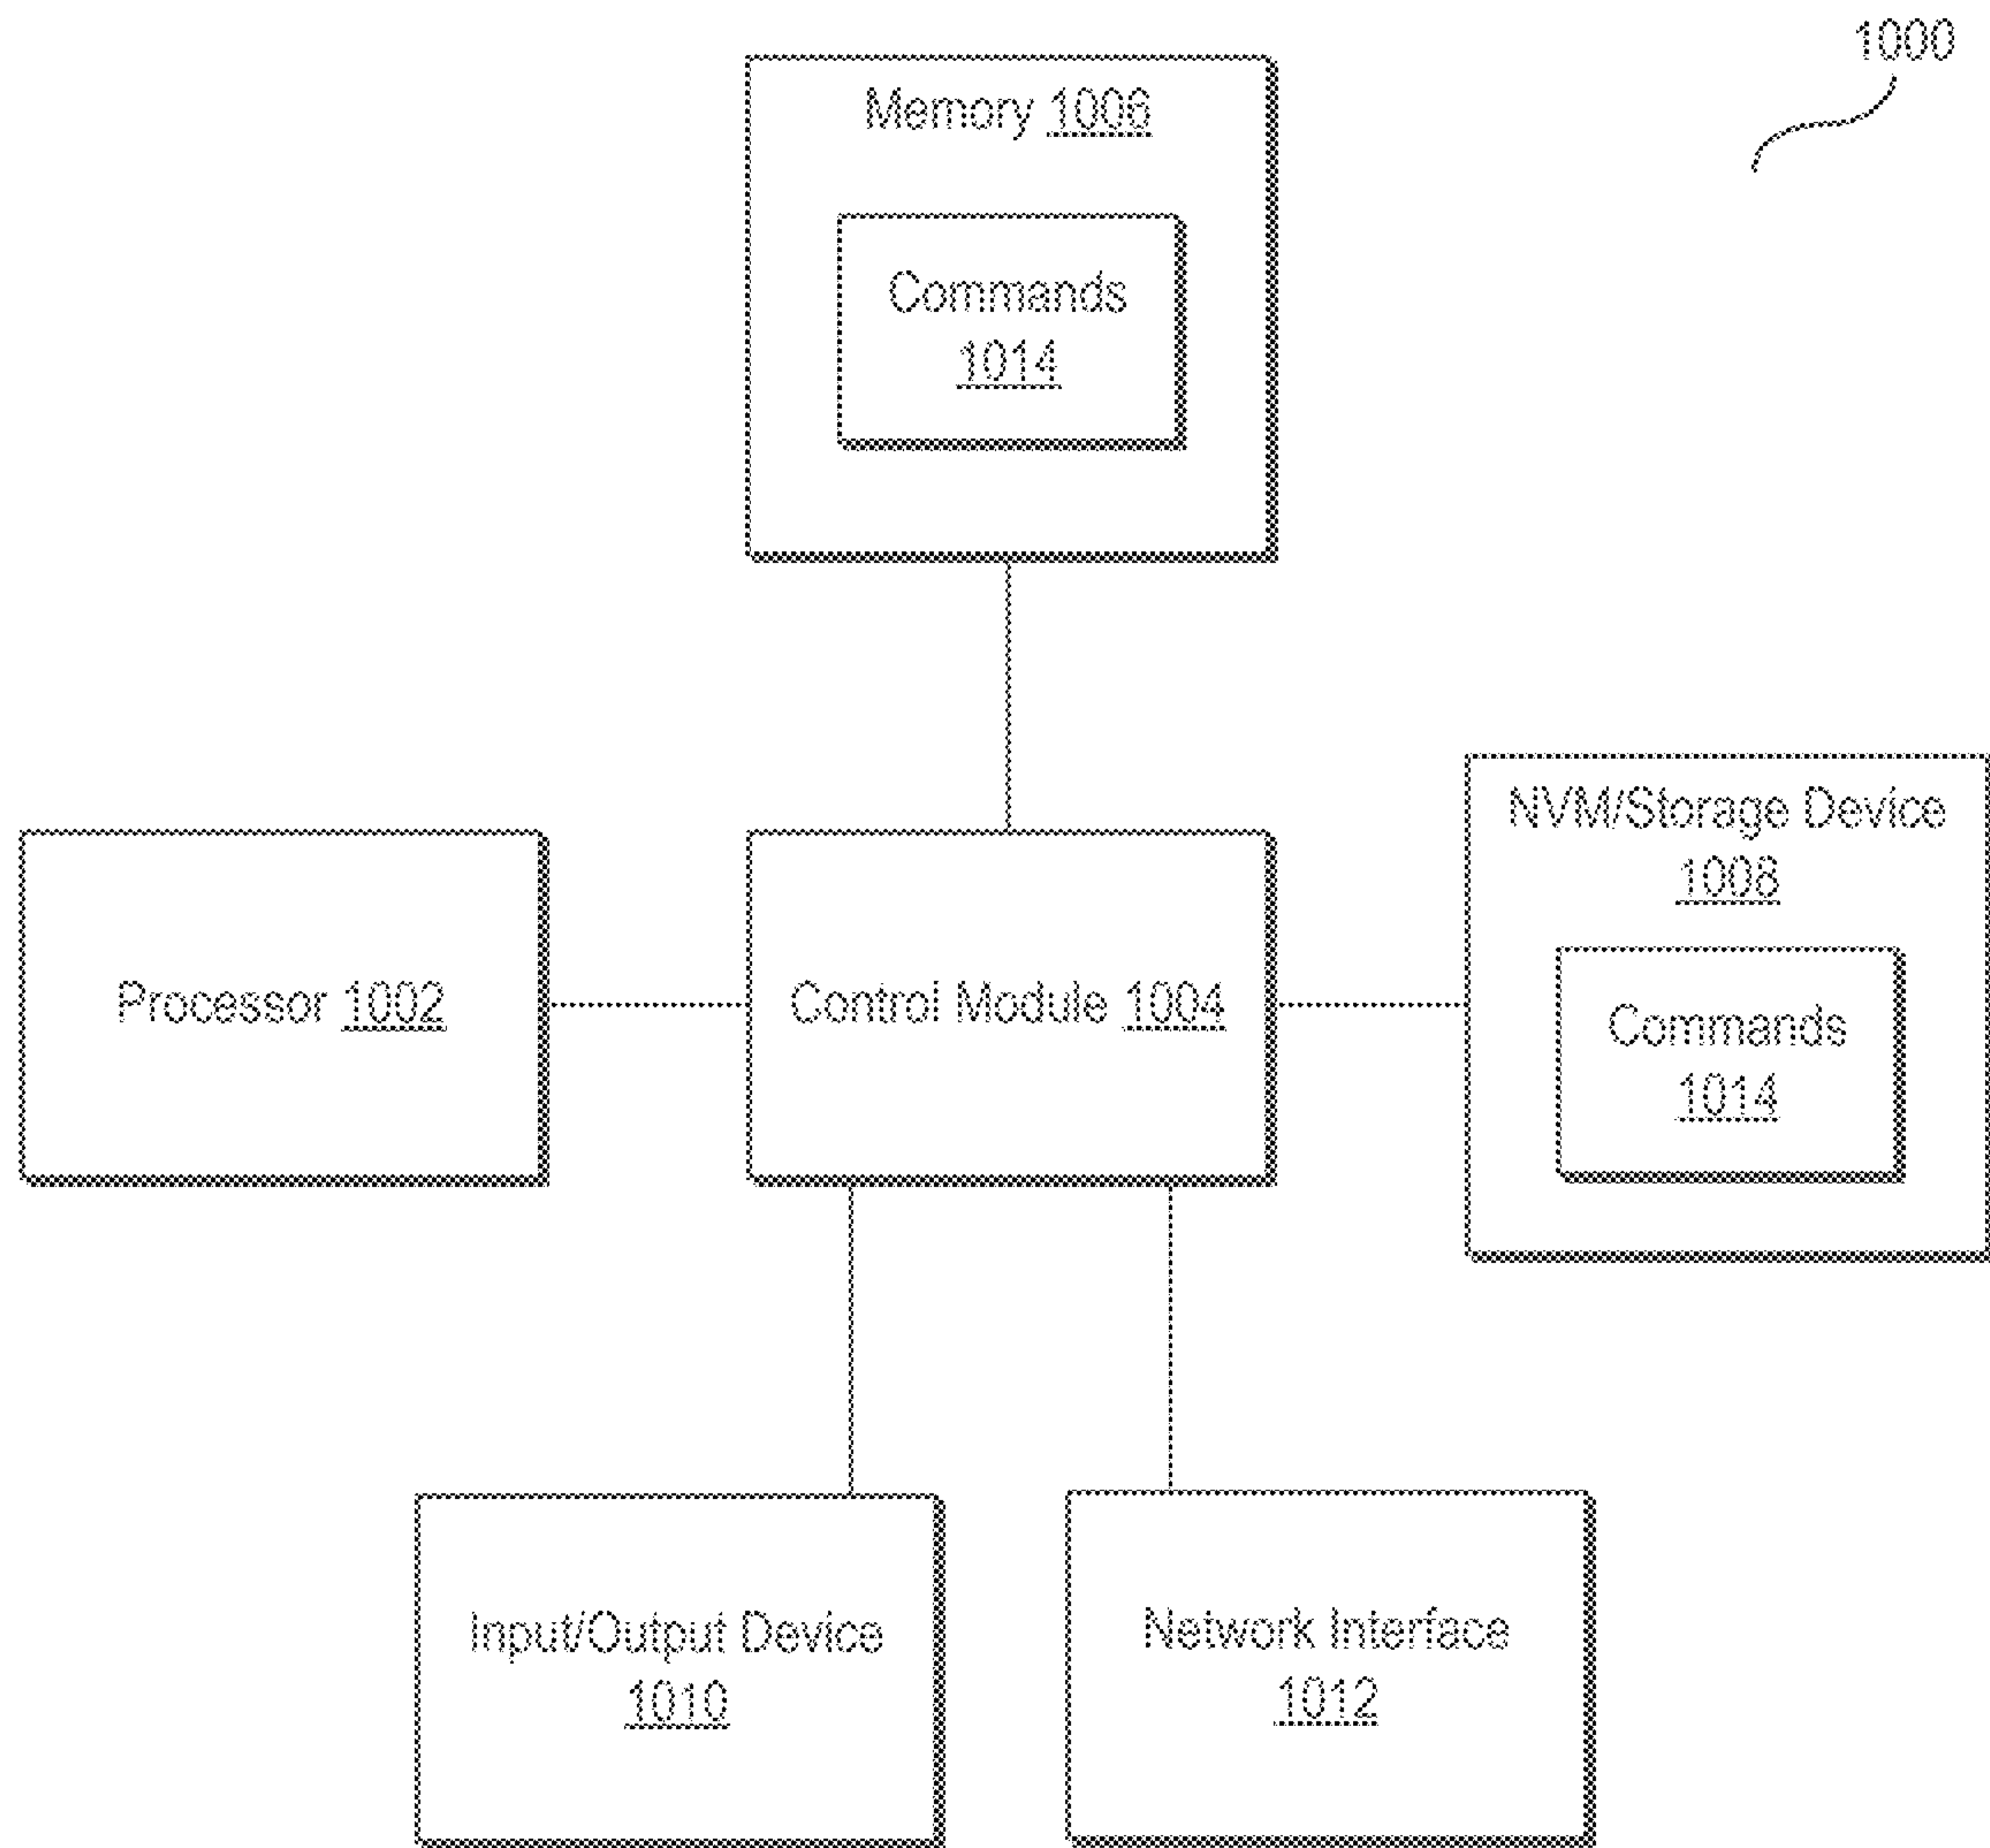 1000
Memory 1006
Commands
1014
NVM/Storage Device
1008
Commands
1014
Processor 1002
Control Module 1004
Input/Output Device
1010
Network Interface
1012